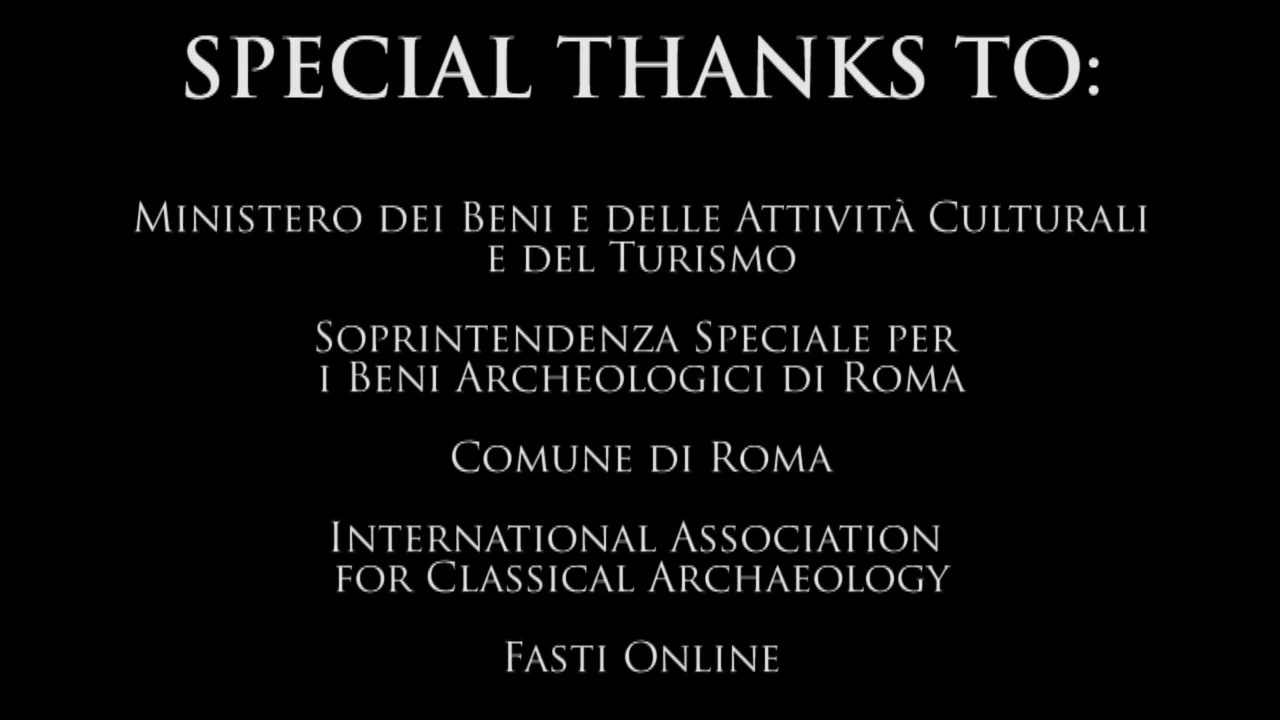 SPECIAL THANKS TO:
Ministero dei Beni e delle Attività Culturali
e del Turismo
Soprintendenza Speciale per
i Beni Archeologici di Roma
Comune di Roma
International Association
for Classical Archaeology
Fasti Online